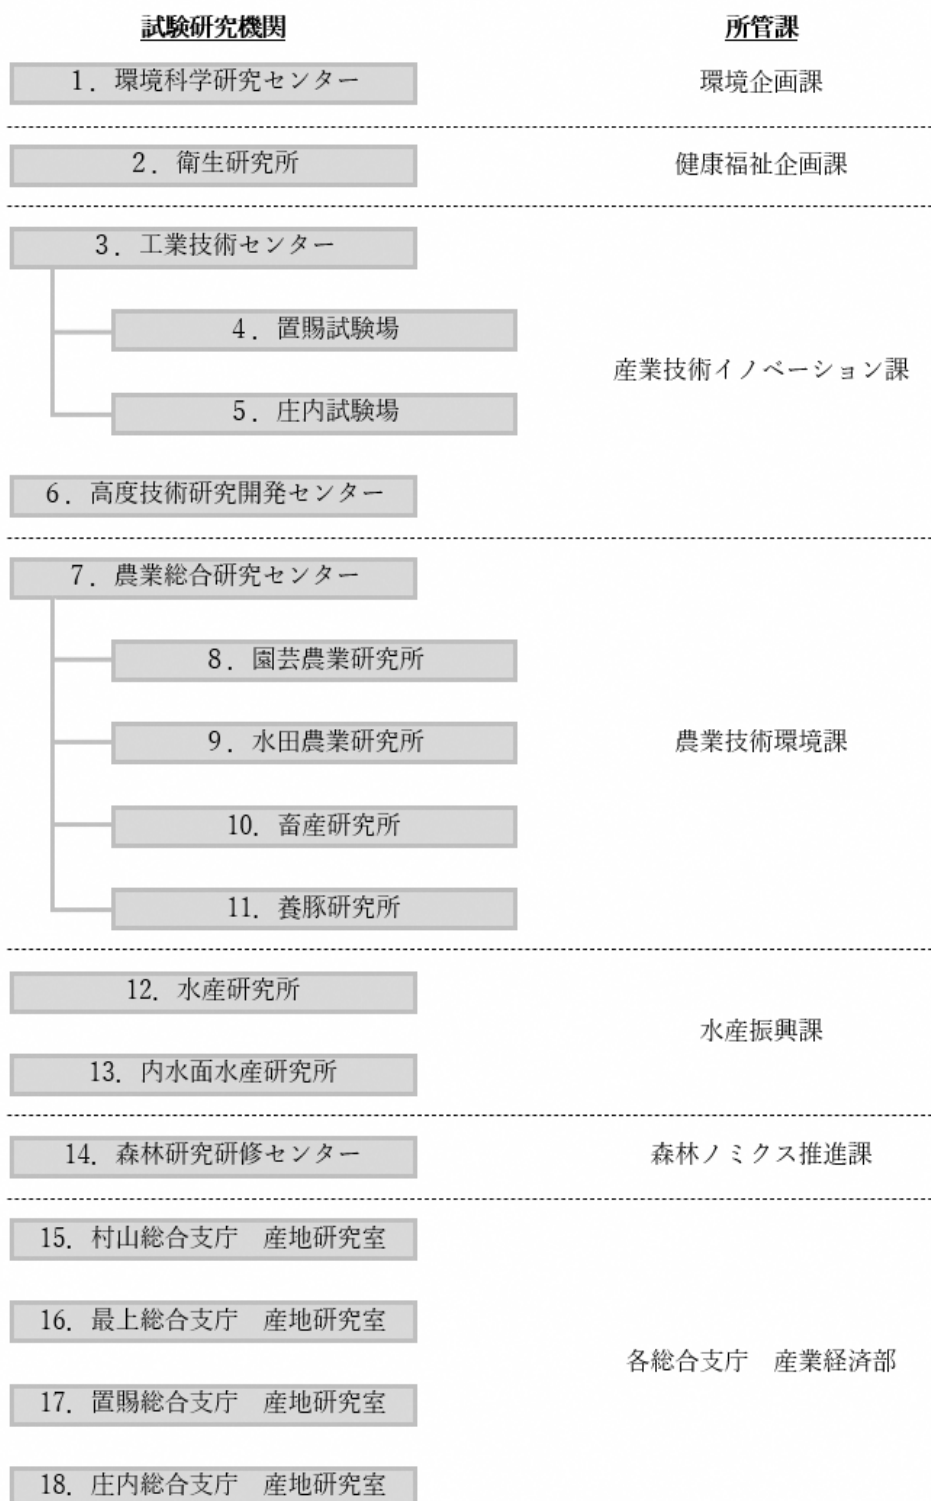 試験研究機関　所管課
1．環境科学研究センター　環境企画課
2．衛生研究所　健康福祉企画課
3．工業技術センター
4．置賜試験場
産業技術イノベーション課
5．庄内試験場
6．高度技術研究開発センター
7．農業総合研究センター
8．園芸農業研究所
9．水田農業研究所　農業技術環境課
10．畜産研究所
11．養豚研究所
12．水産研究所
水産振興課
13．内水面水産研究所
14．森林研究研修センター　森林ノミクス推進課
15．村山総合支庁　産地研究室
16．最上総合支庁　産地研究室
各総合支庁　産業経済部
17．置賜総合支庁　産地研究室
18．庄内総合支庁　産地研究室